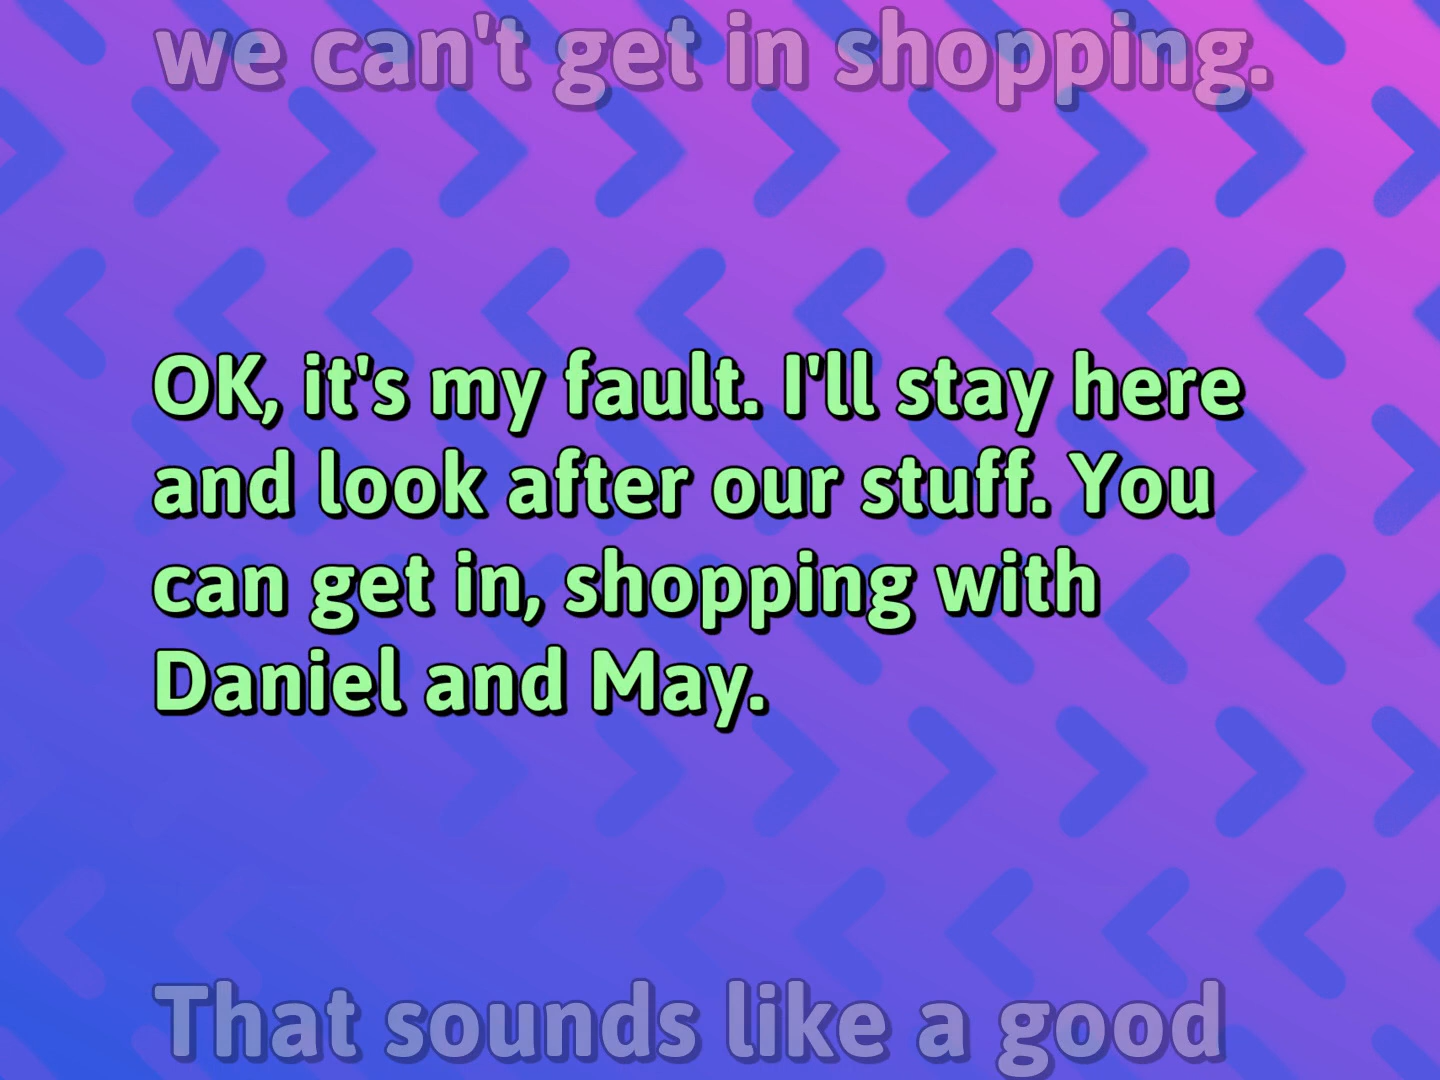 we can't get in shopping.
OK, it's my fault. I'll stay here
and look after our stuff. You
can get in, shopping with
Daniel and May.
That sounds like a good